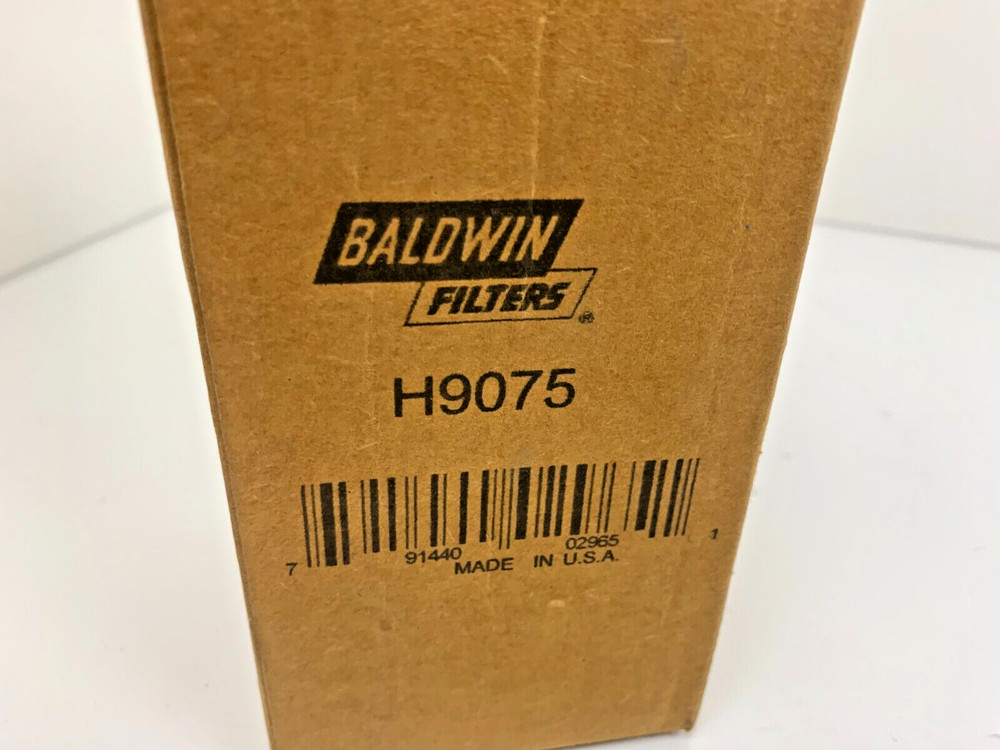 BALDWIN
FILTERS ®
H9075
7 91440 02965 1
MADE IN U.S.A.